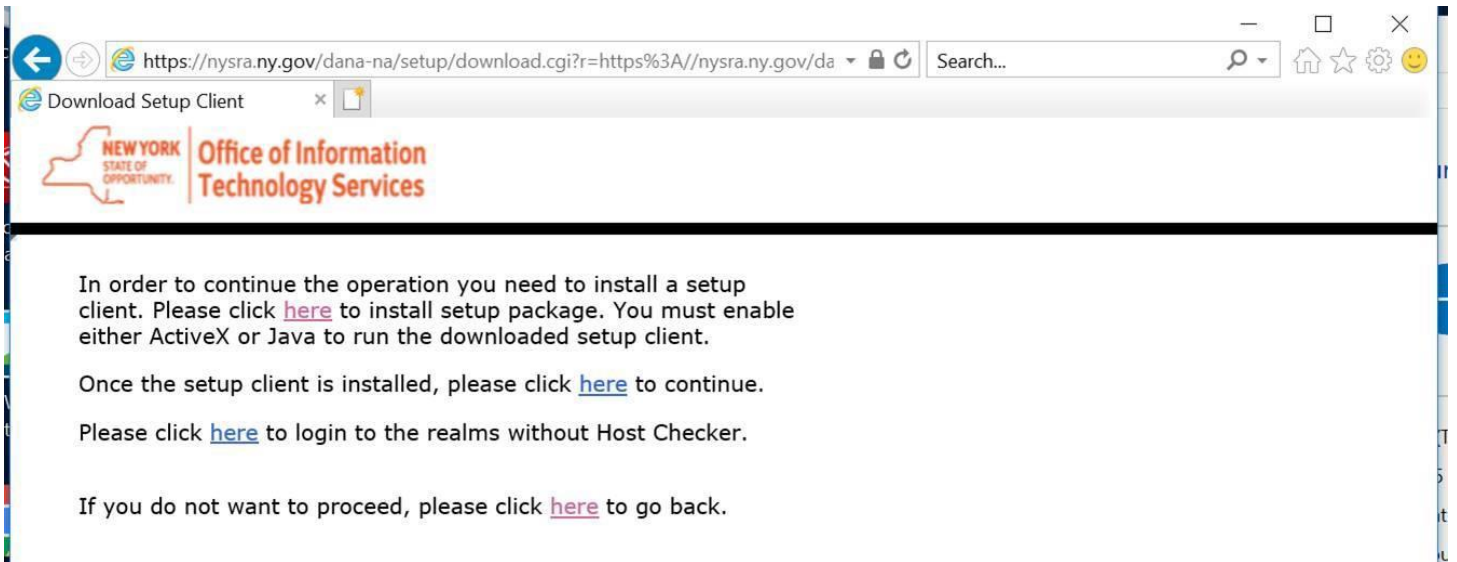 https://nysra.ny.gov/dana-na/setup/download.cgi?r=https%3A//nysra.ny.gov/da
Search...
Download Setup Client
NEW YORK
STATE OF
OPPORTUNITY.
Office of Information
Technology Services
In order to continue the operation you need to install a setup
client. Please click here to install setup package. You must enable
either ActiveX or Java to run the downloaded setup client.
Once the setup client is installed, please click here to continue.
Please click here to login to the realms without Host Checker.
If you do not want to proceed, please click here to go back.